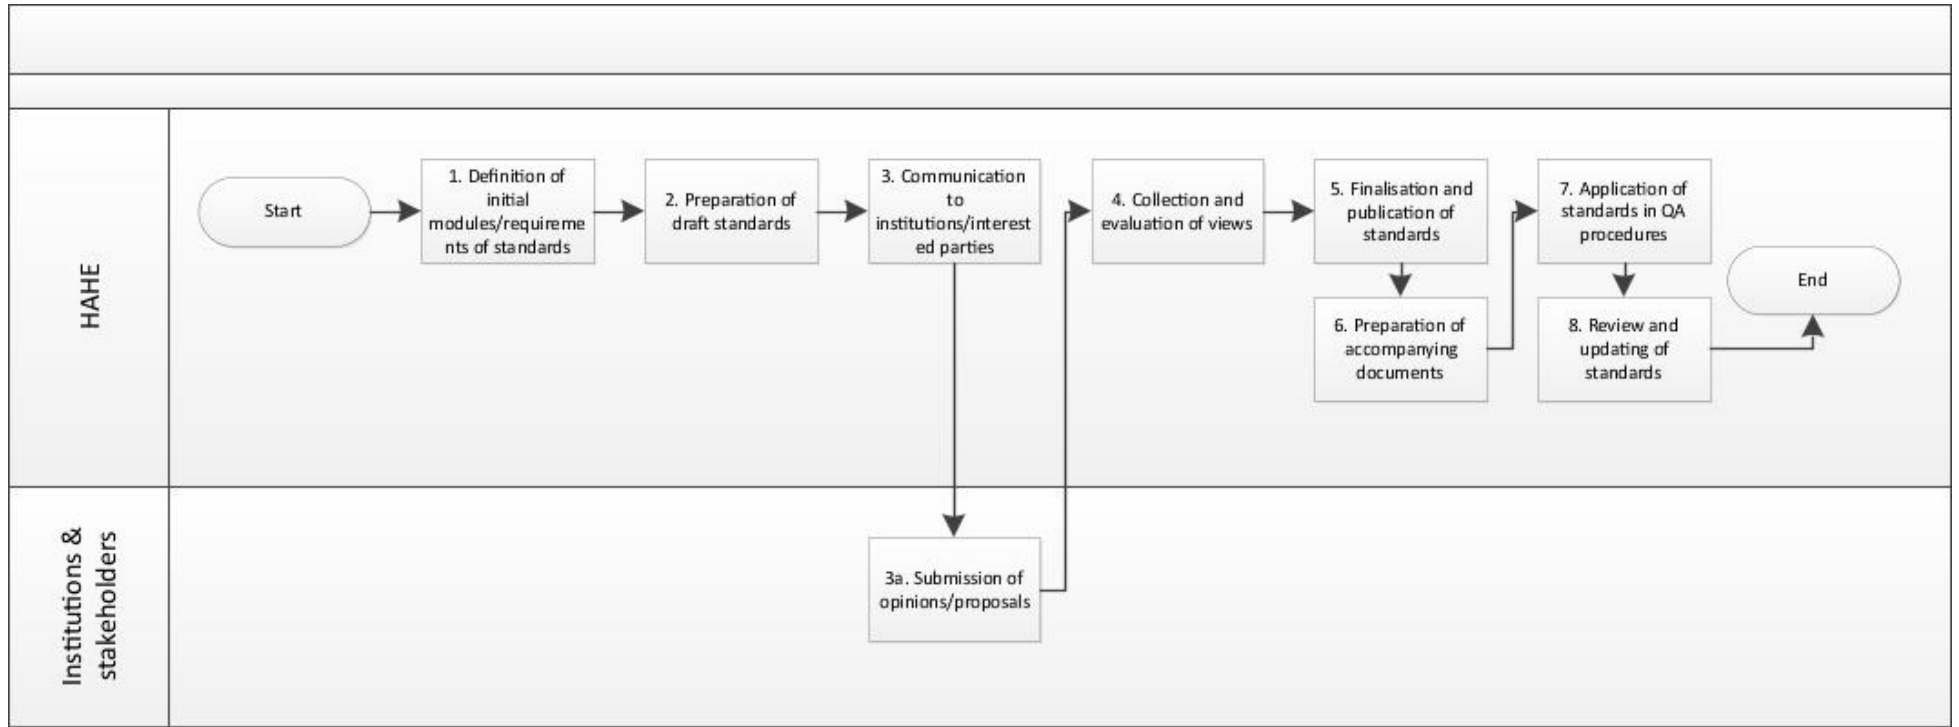 HAHE
Start
1. Definition of
initial
modules/requireme
nts of standards
2. Preparation of
draft standards
3. Communication
to
institutions/interest
ed parties
4. Collection and
evaluation of views
5. Finalisation and
publication of
standards
6. Preparation of
accompanying
documents
7. Application of
standards in QA
procedures
8. Review and
updating of
standards
End
Institutions &
stakeholders
3a. Submission of
opinions/proposals